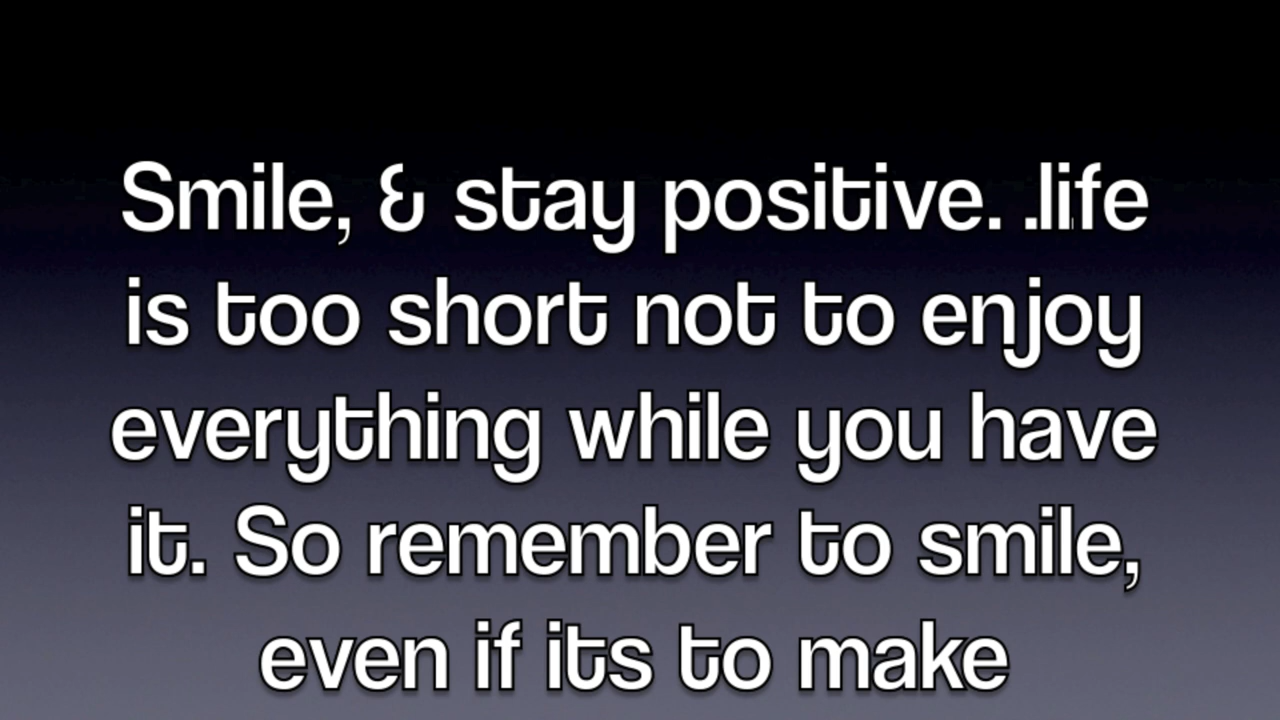 Smile, & stay positive. .life
is too short not to enjoy
everything while you have
it. So remember to smile,
even if its to make